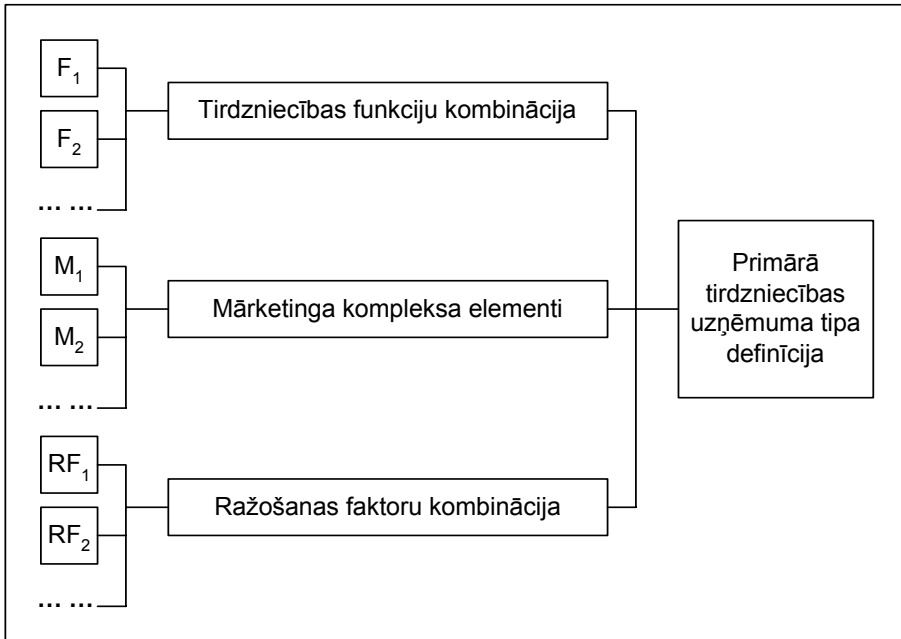 F₁
Tirdzniecības funkciju kombinācija
F₂
... ...
M₁
Mārketinga kompleksa elementi
M₂
... ...
RF₁
Ražošanas faktoru kombinācija
RF₂
... ...
Primārā
tirdzniecības
uzņēmuma tipa
definīcija